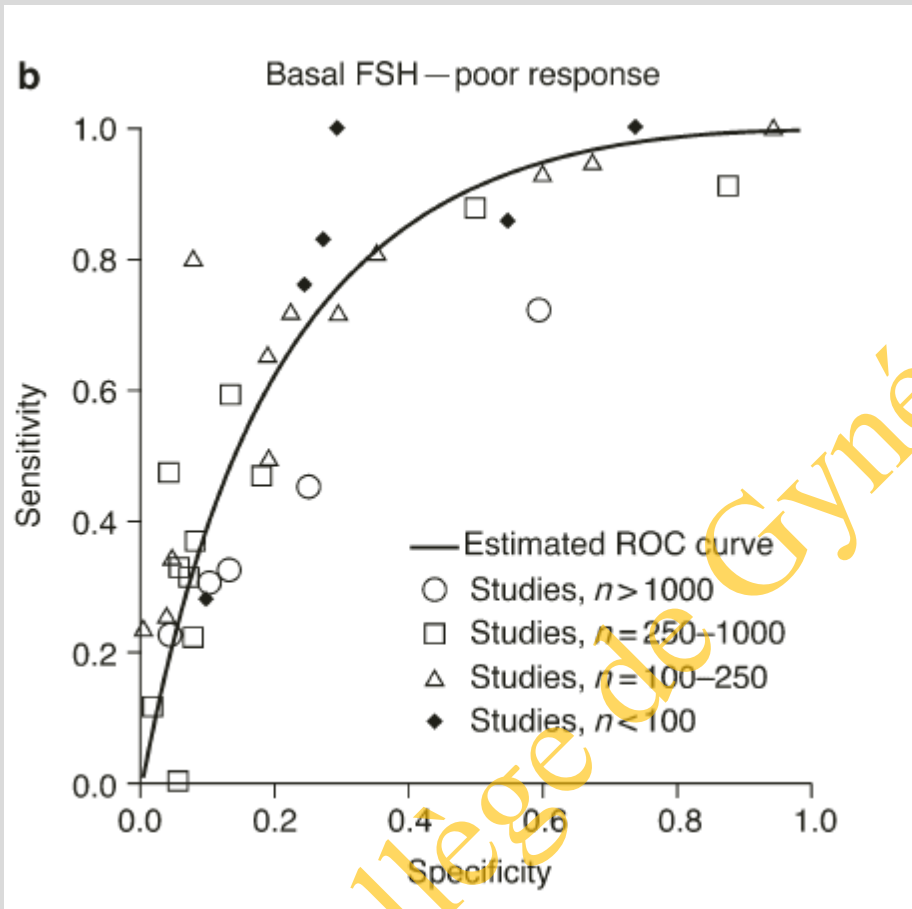 b
Basal FSH—poor response
1.0
0.8
0.6
0.4
0.2
0.0
Sensitivity
Estimated ROC curve
Studies, n > 1000
Studies, n = 250–1000
Studies, n = 100–250
Studies, n < 100
0.0 0.2 0.4 0.6 0.8 1.0
Specificity
llège de Gyné